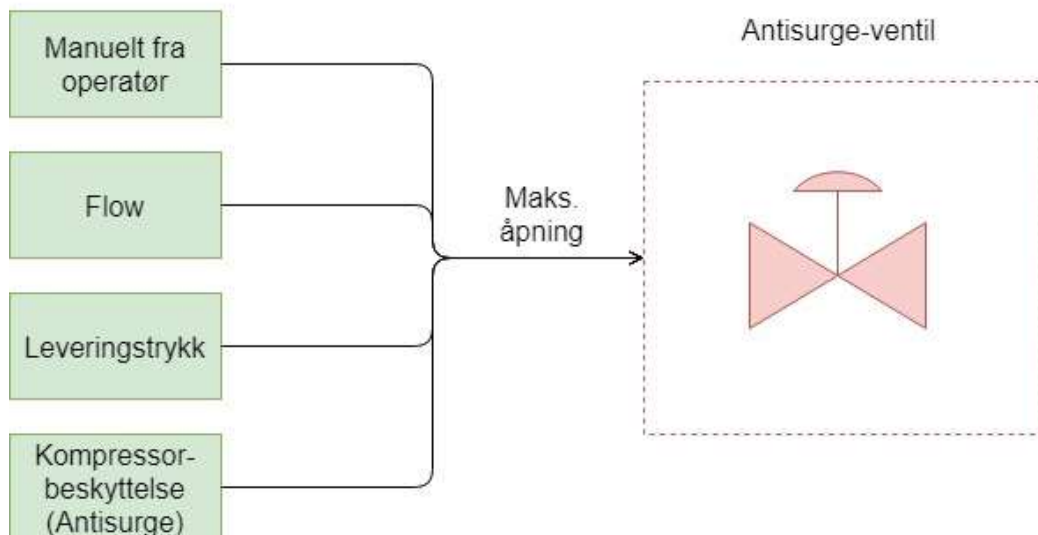 Manuelt fra
operatør
Flow
Leveringstrykk
Kompressor-
beskyttelse
(Antisurge)
Maks.
åpning
Antisurge-ventil